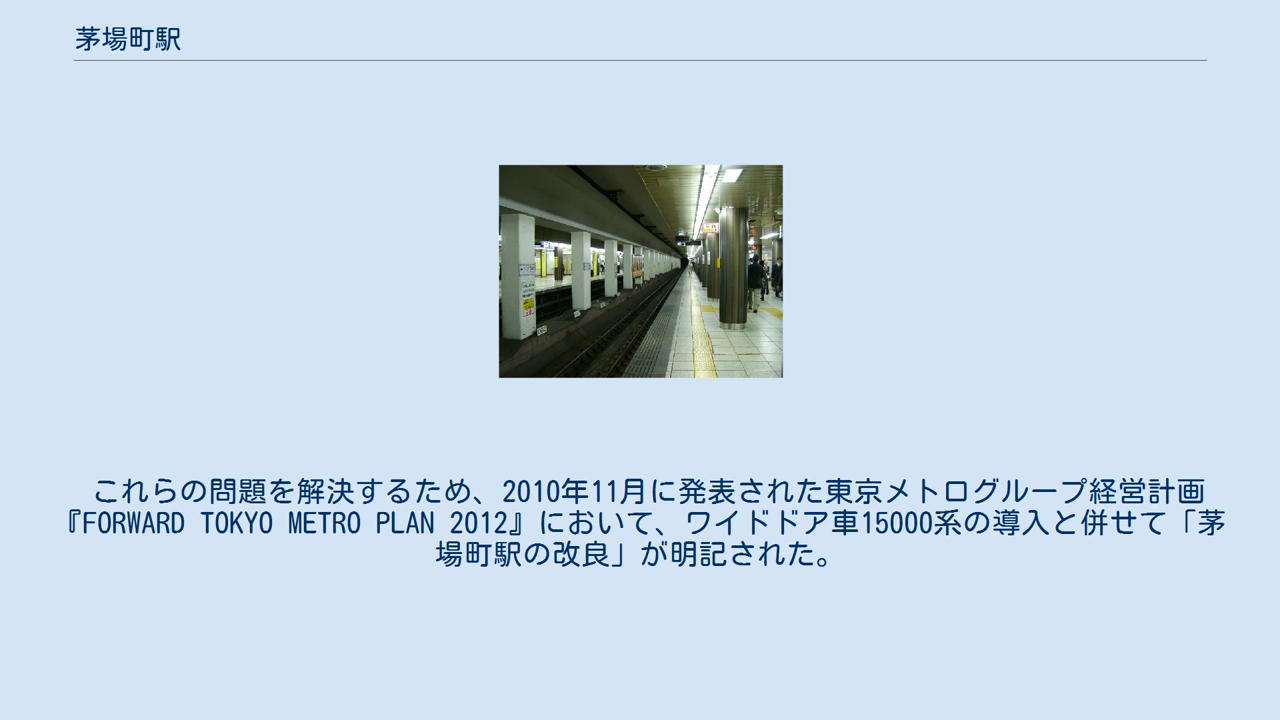 茅場町駅
これらの問題を解決するため、2010年11月に発表された東京メトログループ経営計画
『FORWARD TOKYO METRO PLAN 2012』において、ワイドドア車15000系の導入と併せて「茅
場町駅の改良」が明記された。